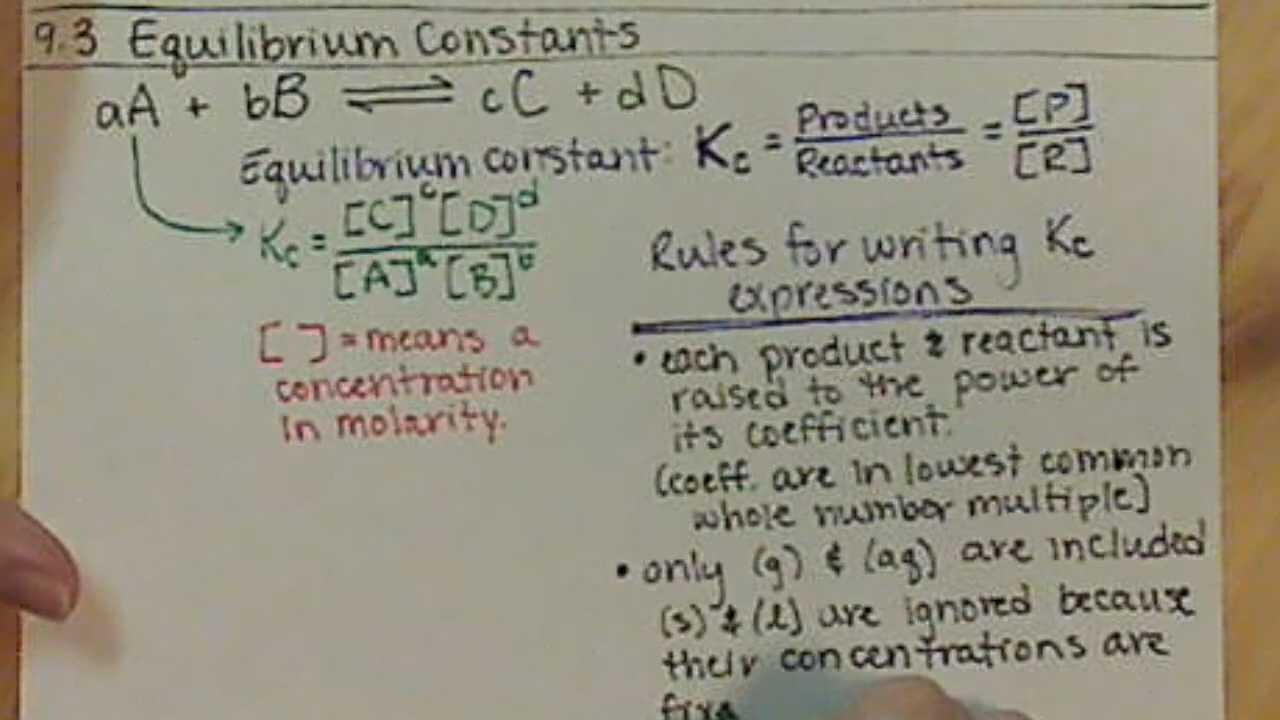 9.3 Equilibrium Constants
aA + bB ⇌ cC + dD
Equilibrium constant: Kc = Products/Reactants = [P]/[R]
Kc = [C]^c [D]^d / [A]^a [B]^b
[ ] = means a
concentration
in molarity.
Rules for writing Kc
expressions
• each product & reactant is
raised to the power of
its coefficient.
(coeff. are in lowest common
whole number multiple)
• only (g) & (aq) are included
(s) & (l) are ignored because
their concentrations are